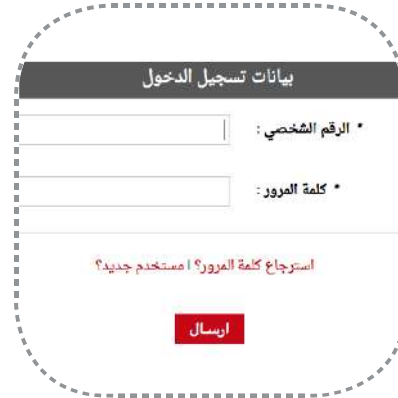 بيانات تسجيل الدخول
* الرقم الشخصي :
* كلمة المرور :
استرجاع كلمة المرور؟ | مستخدم جديد؟
ارسال